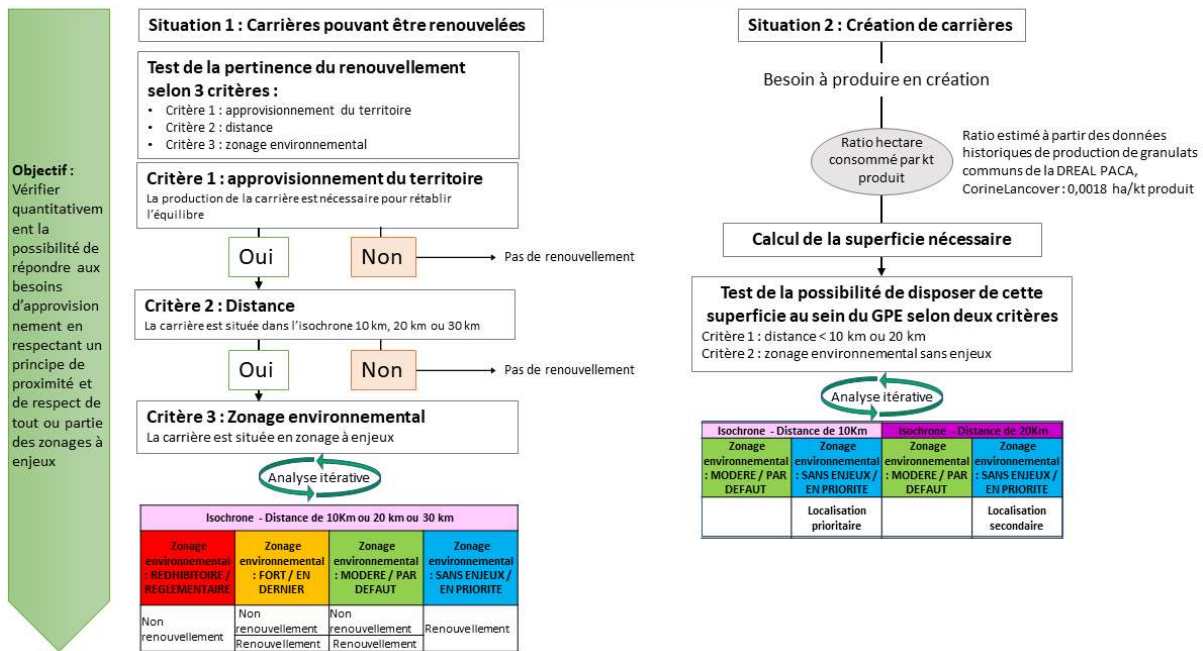 Objectif :
Vérifier
quantitativem
ent la
possibilité de
répondre aux
besoins
d'approvision
nement en
respectant un
principe de
proximité et
de respect de
tout ou partie
des zonages à
enjeux
Situation 1 : Carrières pouvant être renouvelées
Test de la pertinence du renouvellement
selon 3 critères :
• Critère 1 : approvisionnement du territoire
• Critère 2 : distance
• Critère 3 : zonage environnemental
Critère 1 : approvisionnement du territoire
La production de la carrière est nécessaire pour rétablir
l'équilibre
Oui
Non
Pas de renouvellement
Critère 2 : Distance
La carrière est située dans l'isochrone 10 km, 20 km ou 30 km
Oui
Non
Pas de renouvellement
Critère 3 : Zonage environnemental
La carrière est située en zonage à enjeux
Analyse itérative
Isochrone - Distance de 10Km ou 20 km ou 30 km
Zonage
environnemental
: REDHIBITOIRE /
REGLEMENTAIRE
Zonage
environnemental
: FORT / EN
DERNIER
Zonage
environnemental
: MODERE / PAR
DEFAUT
Zonage
environnemental
: SANS ENJEUX /
EN PRIORITE
Non
renouvellement
Non
renouvellement
Renouvellement
Non
renouvellement
Renouvellement
Renouvellement
Situation 2 : Création de carrières
Besoin à produire en création
Ratio hectare
consommé par kt
produit
Ratio estimé à partir des données
historiques de production de granulats
communs de la DREAL PACA,
CorineLancover : 0,0018 ha/kt produit
Calcul de la superficie nécessaire
Test de la possibilité de disposer de cette
superficie au sein du GPE selon deux critères
Critère 1 : distance < 10 km ou 20 km
Critère 2 : zonage environnemental sans enjeux
Analyse itérative
Isochrone - Distance de 10Km
Isochrone - Distance de 20Km
Zonage
environnemental
: MODERE / PAR
DEFAUT
Zonage
environnemental
: SANS ENJEUX /
EN PRIORITE
Zonage
environnemental
: MODERE / PAR
DEFAUT
Zonage
environnemental
: SANS ENJEUX /
EN PRIORITE
Localisation
prioritaire
Localisation
secondaire